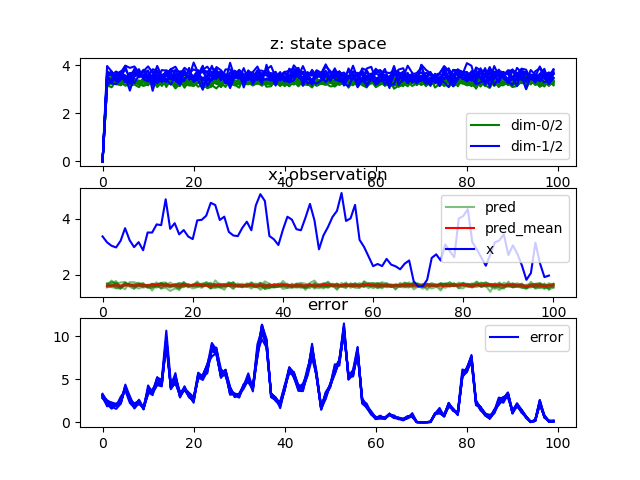 z: state space
4
2
0
dim-0/2
dim-1/2
0 20 40 60 80 100
x: observation
4
2
pred
pred_mean
x
0 20 40 60 80 100
error
10
5
0
error
0 20 40 60 80 100